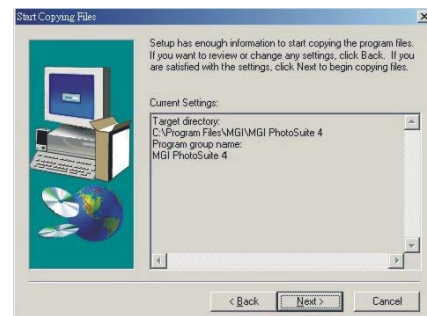 Start Copying Files
Setup has enough information to start copying the program files.
If you want to review or change any settings, click Back. If you
are satisfied with the settings, click Next to begin copying files.
Current Settings:
Target directory:
C:\Program Files\MGI\MGI PhotoSuite 4
Program group name:
MGI PhotoSuite 4
< Back
Next >
Cancel